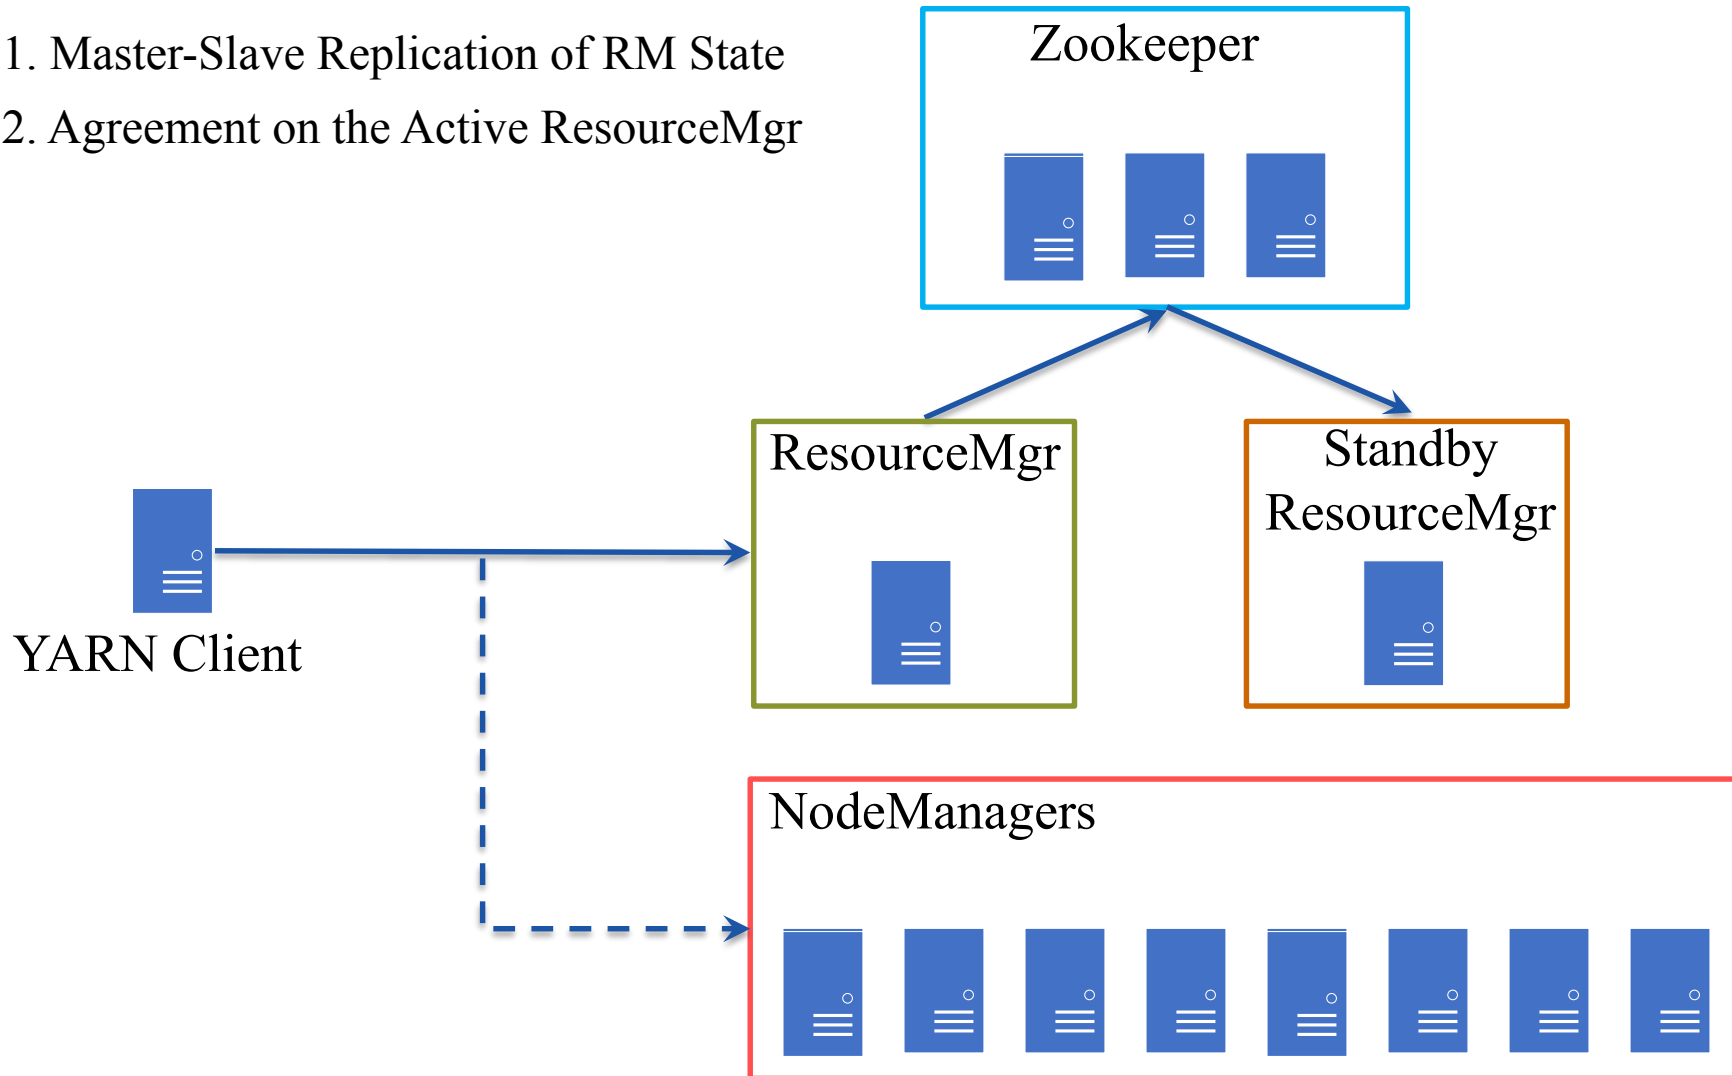 1. Master-Slave Replication of RM State
2. Agreement on the Active ResourceMgr
Zookeeper
ResourceMgr
Standby
ResourceMgr
YARN Client
NodeManagers